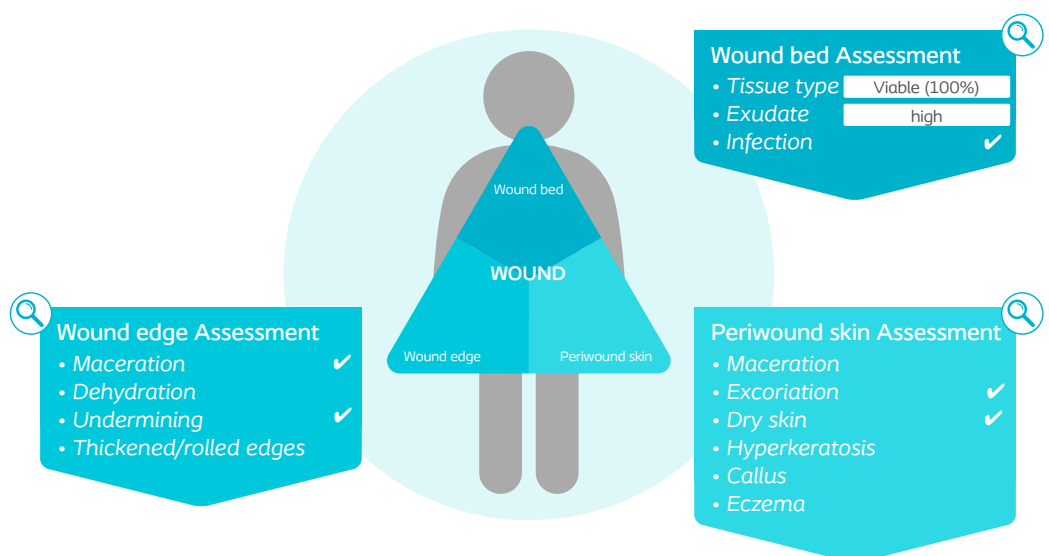 Wound bed Assessment
• Tissue type Viable (100%)
• Exudate high
• Infection ✔
Wound bed
WOUND
Wound edge
Periwound skin
Wound edge Assessment
• Maceration ✔
• Dehydration
• Undermining ✔
• Thickened/rolled edges
Periwound skin Assessment
• Maceration
• Excoriation ✔
• Dry skin ✔
• Hyperkeratosis
• Callus
• Eczema